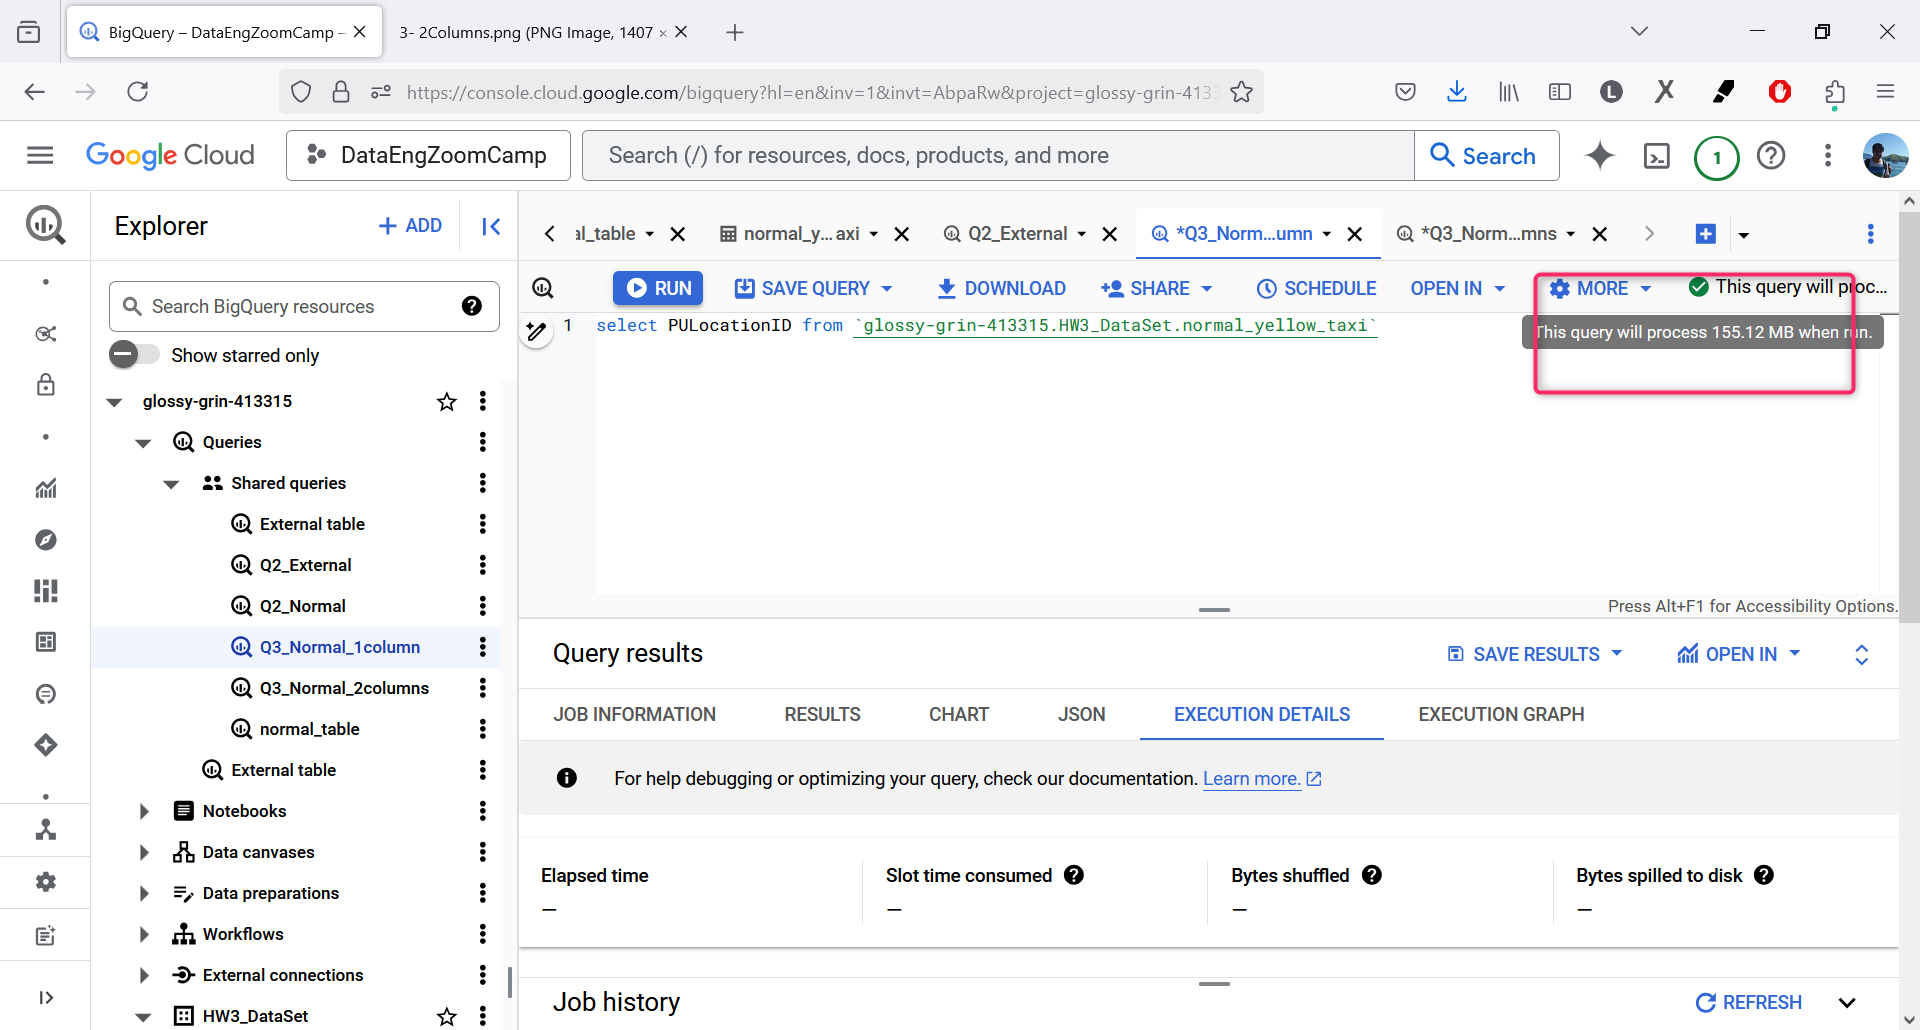 BigQuery – DataEngZoomCamp –
3- 2Columns.png (PNG Image, 1407 ×
https://console.cloud.google.com/bigquery?hl=en&inv=1&invt=AbpaRw&project=glossy-grin-4133
Google Cloud
DataEngZoomCamp
Search (/) for resources, docs, products, and more
Search
1
Explorer
ADD
al_table
normal_y...axi
Q2_External
*Q3_Norm...umn
*Q3_Norm...mns
RUN
SAVE QUERY
DOWNLOAD
SHARE
SCHEDULE
OPEN IN
MORE
This query will proc...
Search BigQuery resources
Show starred only
1 select PULocationID from `glossy-grin-413315.HW3_DataSet.normal_yellow_taxi`
This query will process 155.12 MB when run.
glossy-grin-413315
Queries
Shared queries
External table
Q2_External
Q2_Normal
Q3_Normal_1column
Q3_Normal_2columns
normal_table
External table
Notebooks
Data canvases
Data preparations
Workflows
External connections
HW3_DataSet
Press Alt+F1 for Accessibility Options.
Query results
SAVE RESULTS
OPEN IN
JOB INFORMATION
RESULTS
CHART
JSON
EXECUTION DETAILS
EXECUTION GRAPH
For help debugging or optimizing your query, check our documentation. Learn more.
Elapsed time
Slot time consumed
Bytes shuffled
Bytes spilled to disk
—
—
—
—
Job history
REFRESH